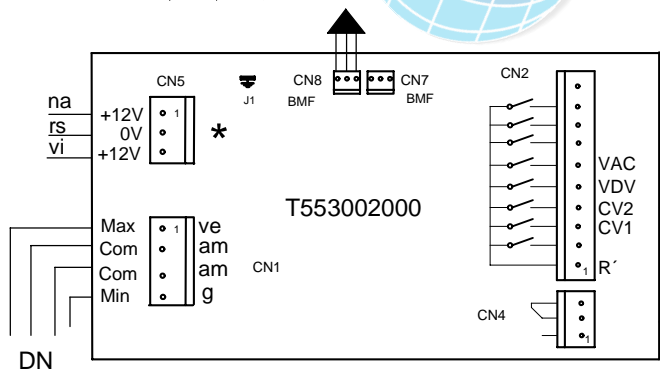 CN5
J1
CN8
CN7
BMF
BMF
CN2
na
rs
vi
+12V
0V
+12V
1
*
T553002000
VAC
VDV
CV2
CV1
1 R´
Max
Com
Com
Min
1
ve
am
am
g
CN1
CN4
1
DN